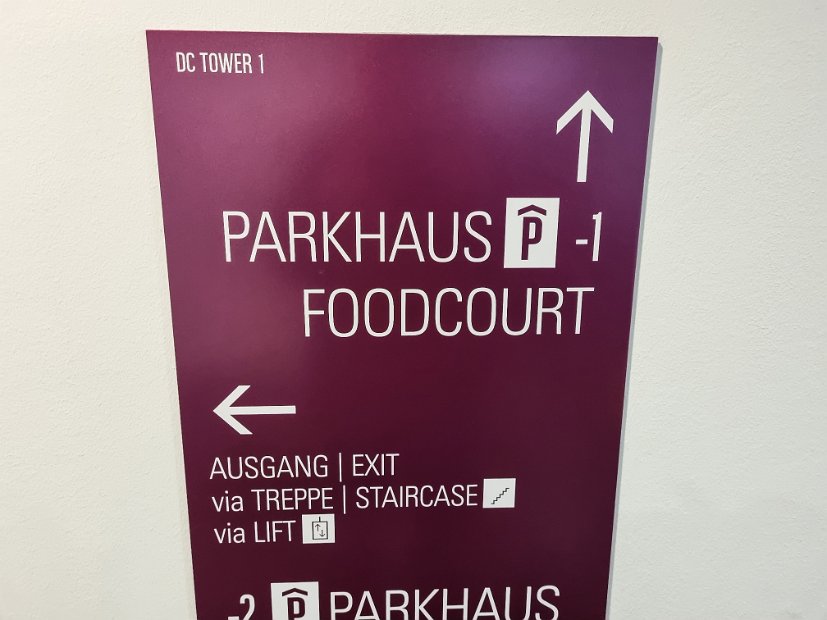 DC TOWER 1
PARKHAUS P -1
FOODCOURT
AUSGANG | EXIT
via TREPPE | STAIRCASE
via LIFT
-2 P PARKHAUS